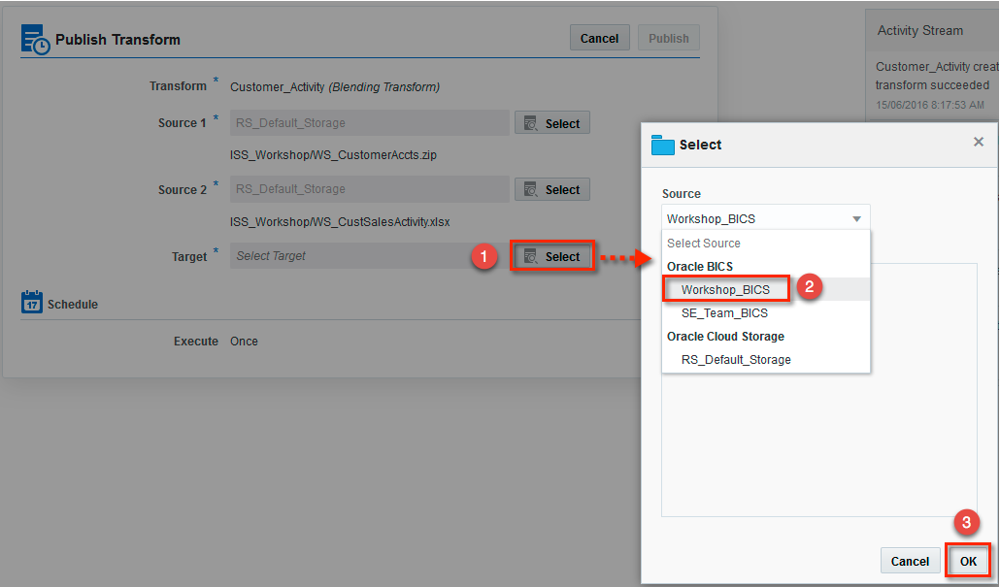 Publish Transform
Cancel
Publish
Transform * Customer_Activity (Blending Transform)
Source 1 * RS_Default_Storage Select
ISS_Workshop/WS_CustomerAccts.zip
Source 2 * RS_Default_Storage Select
ISS_Workshop/WS_CustSalesActivity.xlsx
Target * Select Target 1 Select
17 Schedule
Execute Once
Activity Stream
Customer_Activity creat
transform succeeded
15/06/2016 8:17:53 AM
Select ×
Source
Workshop_BICS
Select Source
Oracle BICS
Workshop_BICS 2
SE_Team_BICS
Oracle Cloud Storage
RS_Default_Storage
3
Cancel OK